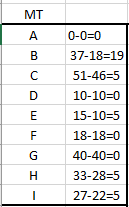 MT
A 0-0=0
B 37-18=19
C 51-46=5
D 10-10=0
E 15-10=5
F 18-18=0
G 40-40=0
H 33-28=5
I 27-22=5